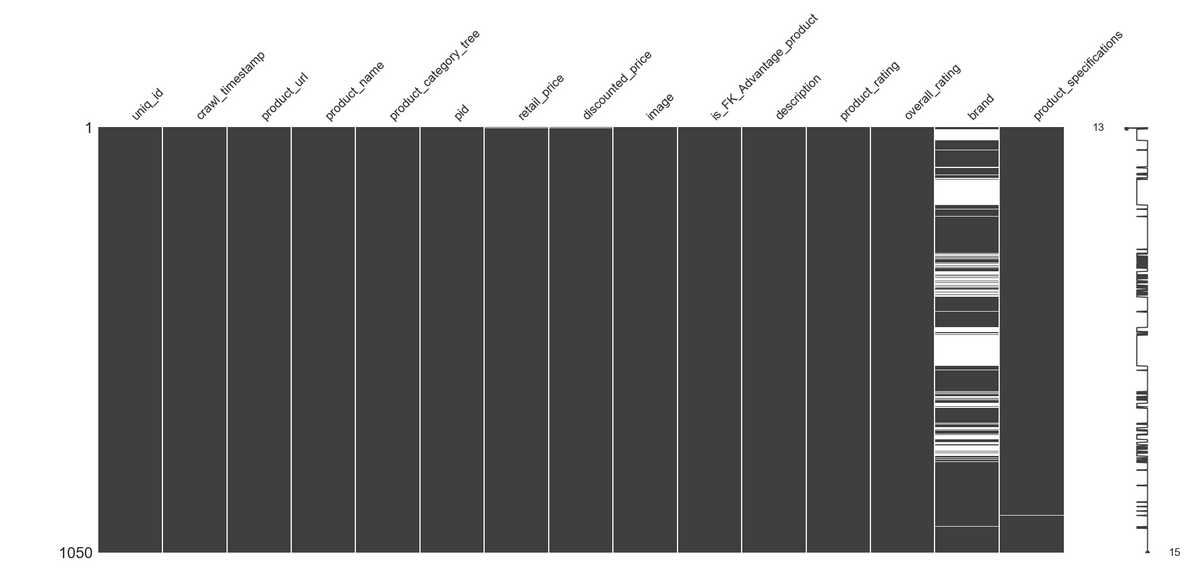 uniq_id
crawl_timestamp
product_url
product_name
product_category_tree
pid
retail_price
discounted_price
image
is_FK_Advantage_product
description
product_rating
overall_rating
brand
product_specifications
1
13
1050
15